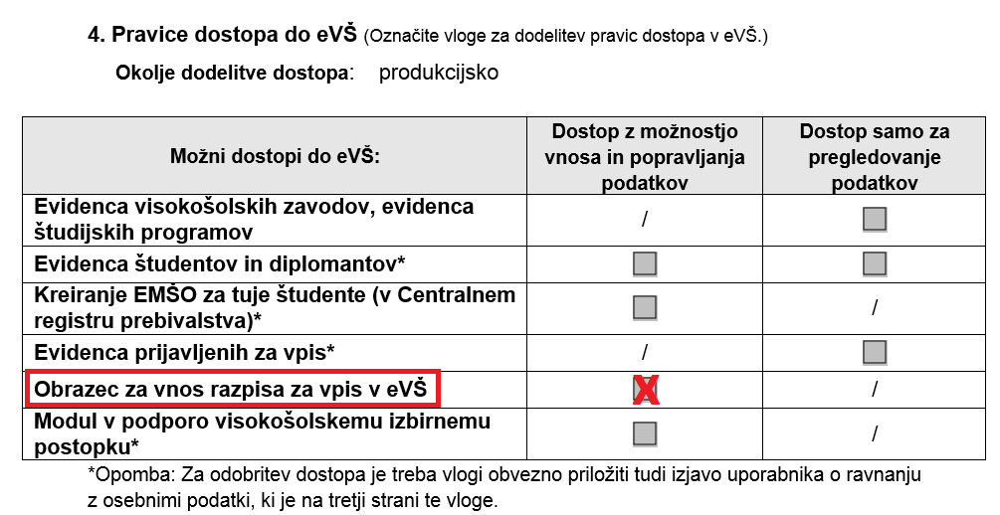 4. Pravice dostopa do eVŠ (Označite vloge za dodelitev pravic dostopa v eVŠ.)
Okolje dodelitve dostopa: produkcijsko
Možni dostopi do eVŠ:
Dostop z možnostjo
vnosa in popravljanja
podatkov
Dostop samo za
pregledovanje
podatkov
Evidenca visokošolskih zavodov, evidenca
študijskih programov
/
Evidenca študentov in diplomantov*
Kreiranje EMŠO za tuje študente (v Centralnem
registru prebivalstva)*
/
Evidenca prijavljenih za vpis*
/
Obrazec za vnos razpisa za vpis v eVŠ
X
/
Modul v podporo visokošolskemu izbirnemu
postopku*
/
*Opomba: Za odobritev dostopa je treba vlogi obvezno priložiti tudi izjavo uporabnika o ravnanju
z osebnimi podatki, ki je na tretji strani te vloge.